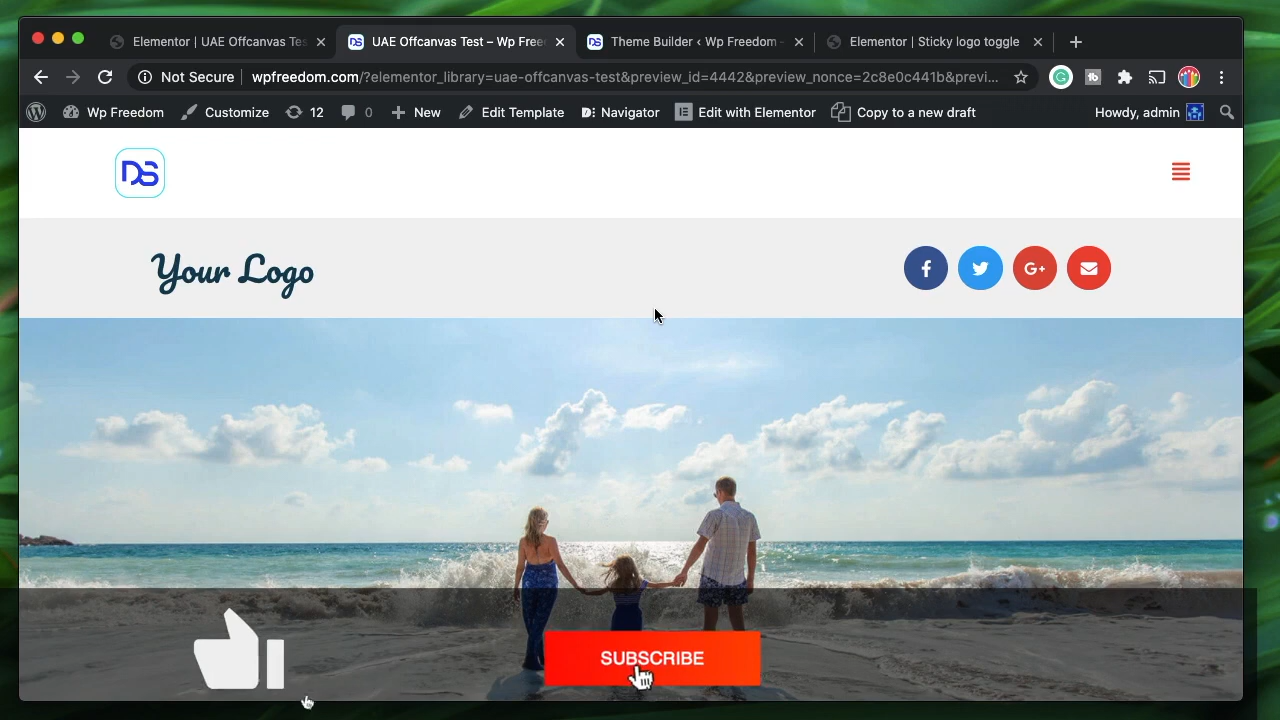 Elementor | UAE Offcanvas Tes
UAE Offcanvas Test – Wp Free
Theme Builder ‹ Wp Freedom –
Elementor | Sticky logo toggle
Not Secure
wpfreedom.com/?elementor_library=uae-offcanvas-test&preview_id=4442&preview_nonce=2c8e0c441b&previ...
Wp Freedom
Customize
12
0
New
Edit Template
Navigator
Edit with Elementor
Copy to a new draft
Howdy, admin
DS
Your Logo
SUBSCRIBE